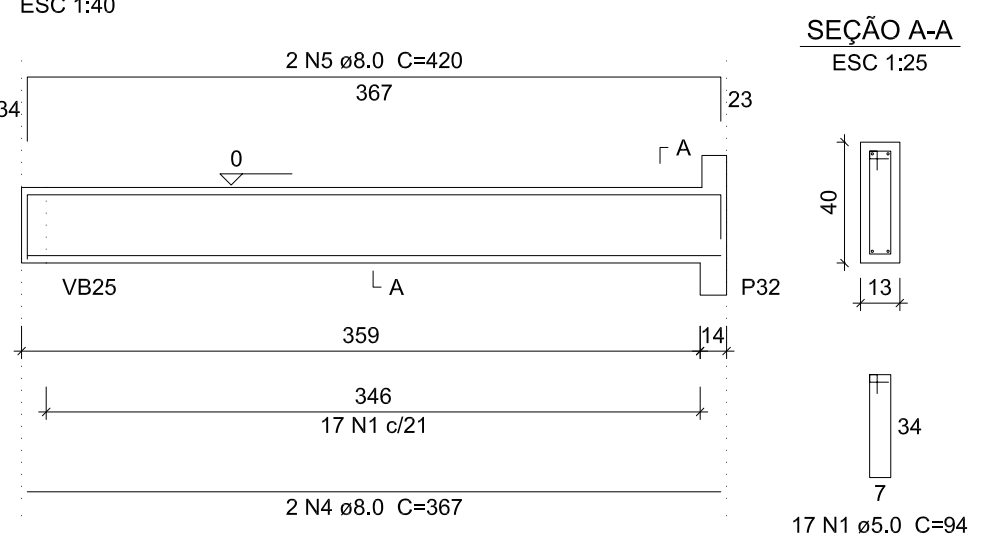 ESC 1:40
SEÇÃO A-A
ESC 1:25
2 N5 ø8.0 C=420
367
34
23
A
0
40
VB25
A
P32
13
359
14
346
17 N1 c/21
34
7
2 N4 ø8.0 C=367
17 N1 ø5.0 C=94